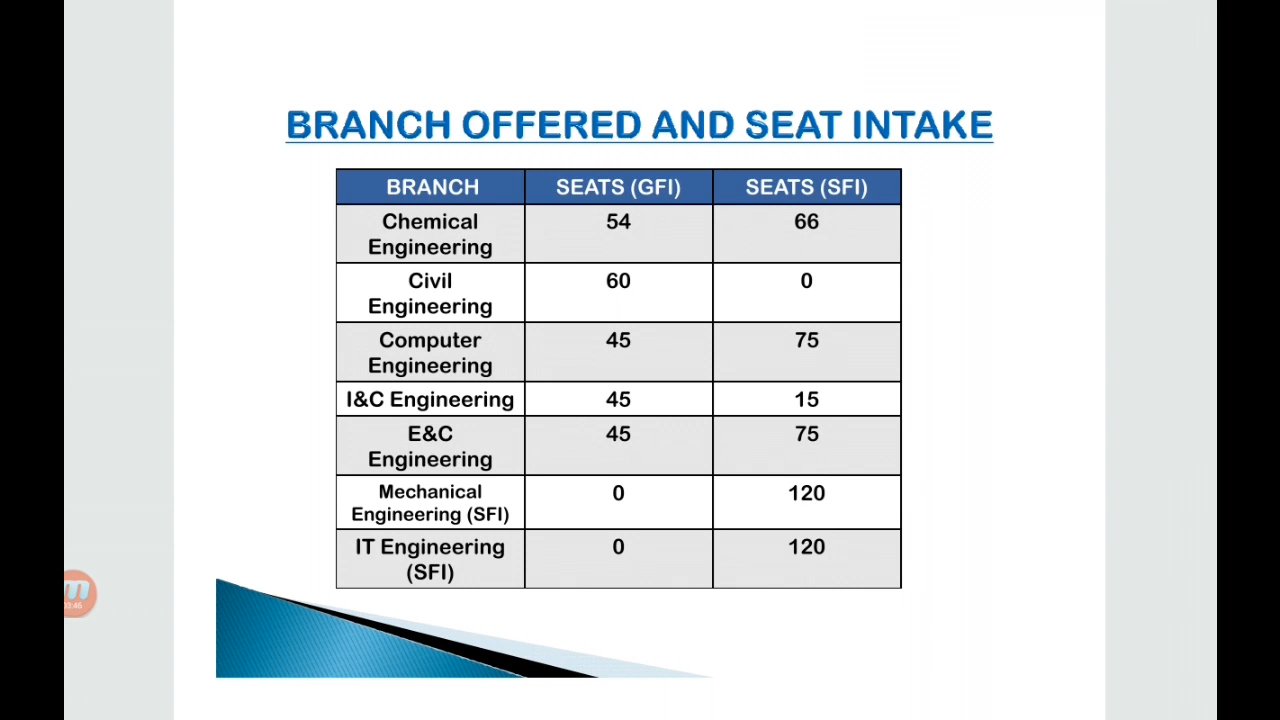 BRANCH OFFERED AND SEAT INTAKE
BRANCH SEATS (GFI) SEATS (SFI)
Chemical Engineering 54 66
Civil Engineering 60 0
Computer Engineering 45 75
I&C Engineering 45 15
E&C Engineering 45 75
Mechanical Engineering (SFI) 0 120
IT Engineering (SFI) 0 120